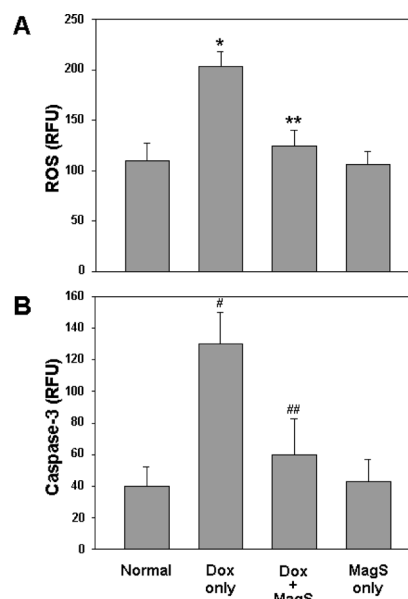 A
250
200
150
100
50
0
ROS (RFU)
*
**
B
160
140
120
100
80
60
40
20
0
Caspase-3 (RFU)
#
##
Normal
Dox only
Dox + MagS
MagS only